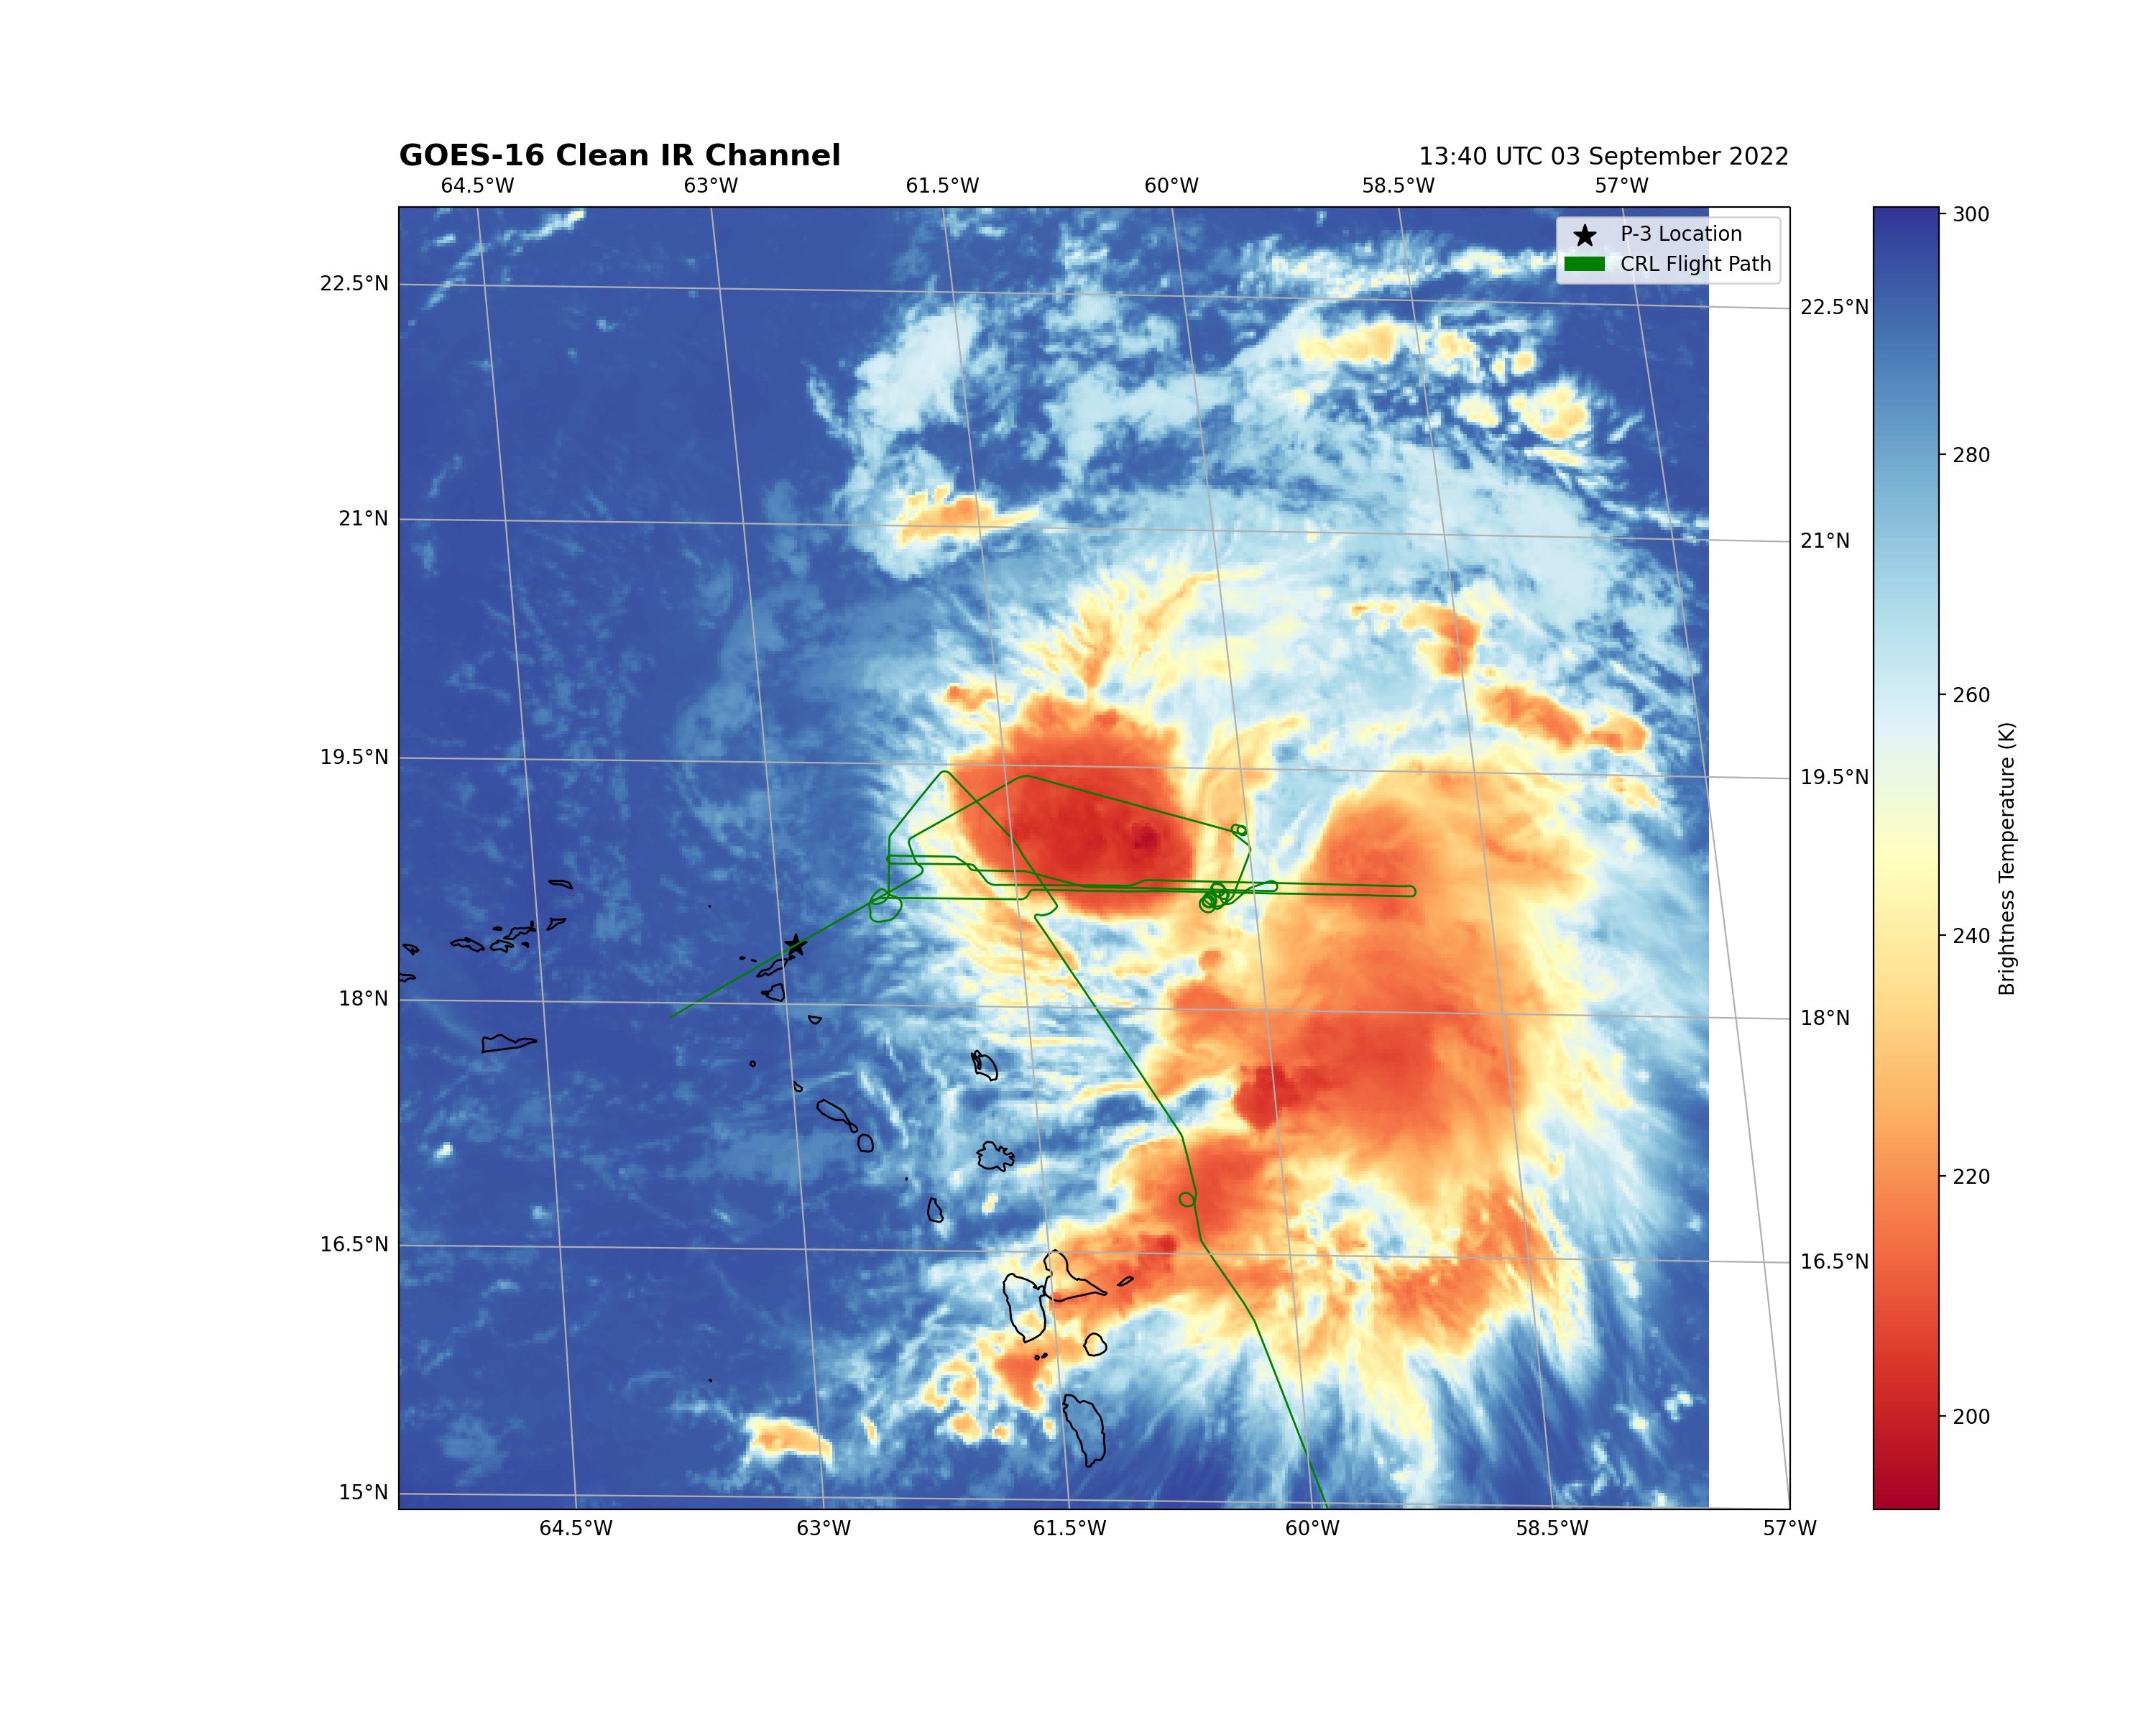 GOES-16 Clean IR Channel
13:40 UTC 03 September 2022
64.5°W 63°W 61.5°W 60°W 58.5°W 57°W
P-3 Location
CRL Flight Path
22.5°N
21°N
19.5°N
18°N
16.5°N
15°N
22.5°N
21°N
19.5°N
18°N
16.5°N
64.5°W 63°W 61.5°W 60°W 58.5°W 57°W
300
280
260
240
220
200
Brightness Temperature (K)